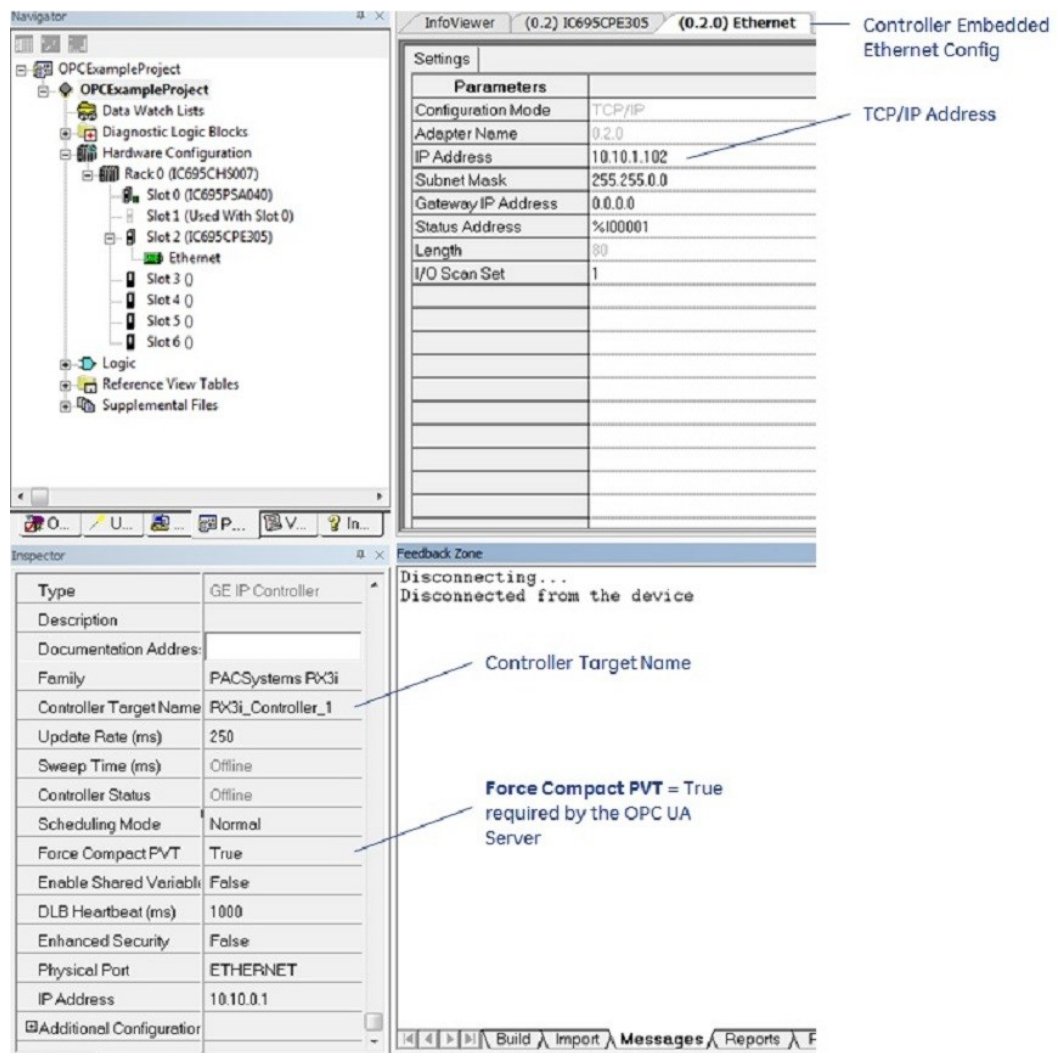 Navigator
OPCExampleProject
OPCExampleProject
Data Watch Lists
Diagnostic Logic Blocks
Hardware Configuration
Rack 0 (IC695CHS007)
Slot 0 (IC695PSA040)
Slot 1 (Used With Slot 0)
Slot 2 (IC695CPE305)
Ethernet
Slot 3 ()
Slot 4 ()
Slot 5 ()
Slot 6 ()
Logic
Reference View Tables
Supplemental Files
O... U... ... P... V... In...
InfoViewer (0.2) IC695CPE305 (0.2.0) Ethernet
Settings
Parameters
Configuration Mode TCP/IP
Adapter Name 0.2.0
IP Address 10.10.1.102
Subnet Mask 255.255.0.0
Gateway IP Address 0.0.0.0
Status Address %I00001
Length 80
I/O Scan Set 1
Controller Embedded
Ethernet Config
TCP/IP Address
Inspector
Type GE IP Controller
Description
Documentation Addres
Family PACSystems RX3i
Controller Target Name RX3i_Controller_1
Update Rate (ms) 250
Sweep Time (ms) Offline
Controller Status Offline
Scheduling Mode Normal
Force Compact PVT True
Enable Shared Variabl False
DLB Heartbeat (ms) 1000
Enhanced Security False
Physical Port ETHERNET
IP Address 10.10.0.1
Additional Configuration
Feedback Zone
Disconnecting...
Disconnected from the device
Controller Target Name
Force Compact PVT = True
required by the OPC UA
Server
Build Import Messages Reports F